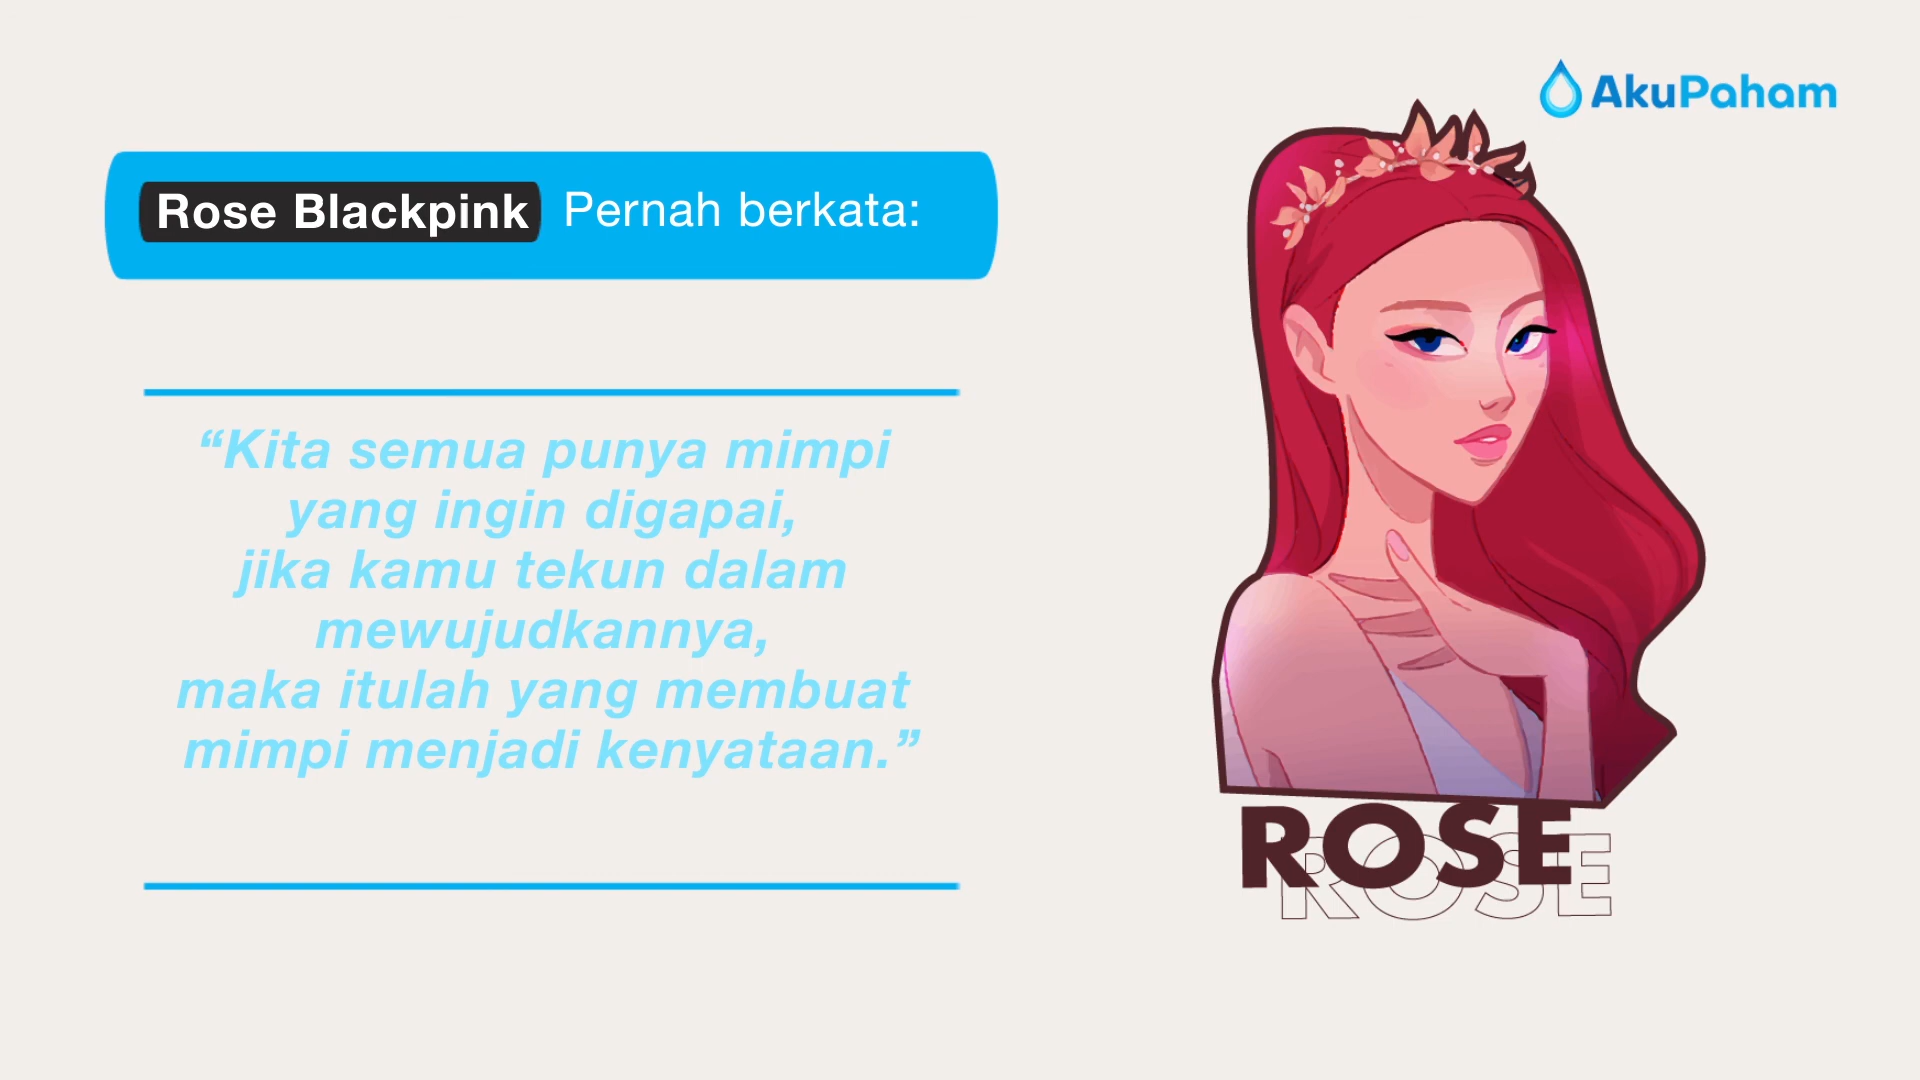 AkuPaham
Rose Blackpink Pernah berkata:
“Kita semua punya mimpi
yang ingin digapai,
jika kamu tekun dalam
mewujudkannya,
maka itulah yang membuat
mimpi menjadi kenyataan.”
ROSE
ROSE